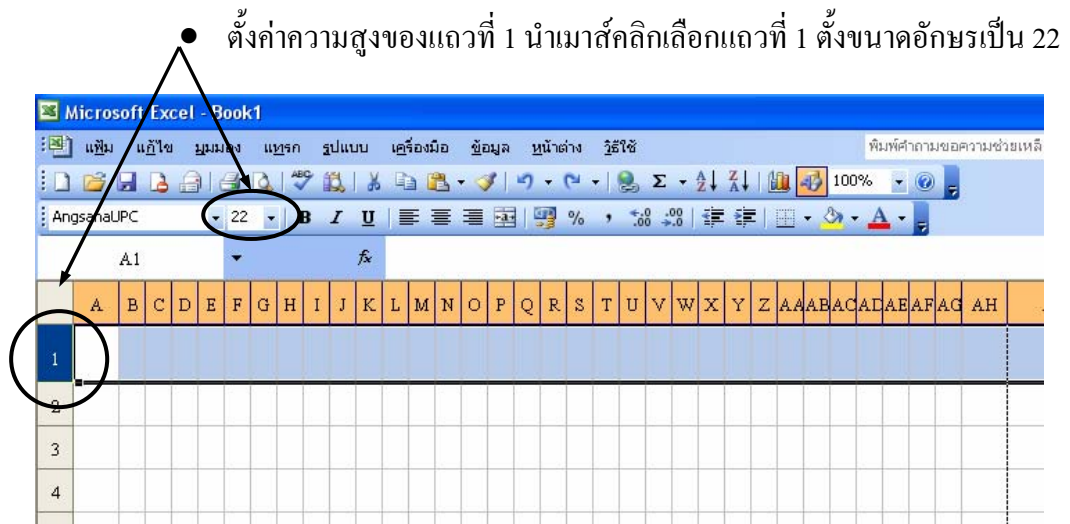 ● ตั้งค่าความสูงของแถวที่ 1 นำเมาส์คลิกเลือกแถวที่ 1 ตั้งขนาดอักษรเป็น 22
Microsoft Excel - Book1
แฟ้ม แก้ไข มุมมอง แทรก รูปแบบ เครื่องมือ ข้อมูล หน้าต่าง วิธีใช้ พิมพ์คำถามขอความช่วยเหลื
ABC Σ A Z Z A 100%
AngsanaUPC 22 B I U a % , .0 .00 .00 .0 A
A1 fx
A B C D E F G H I J K L M N O P Q R S T U V W X Y Z AA AB AC AD AE AF AG AH
1
2
3
4